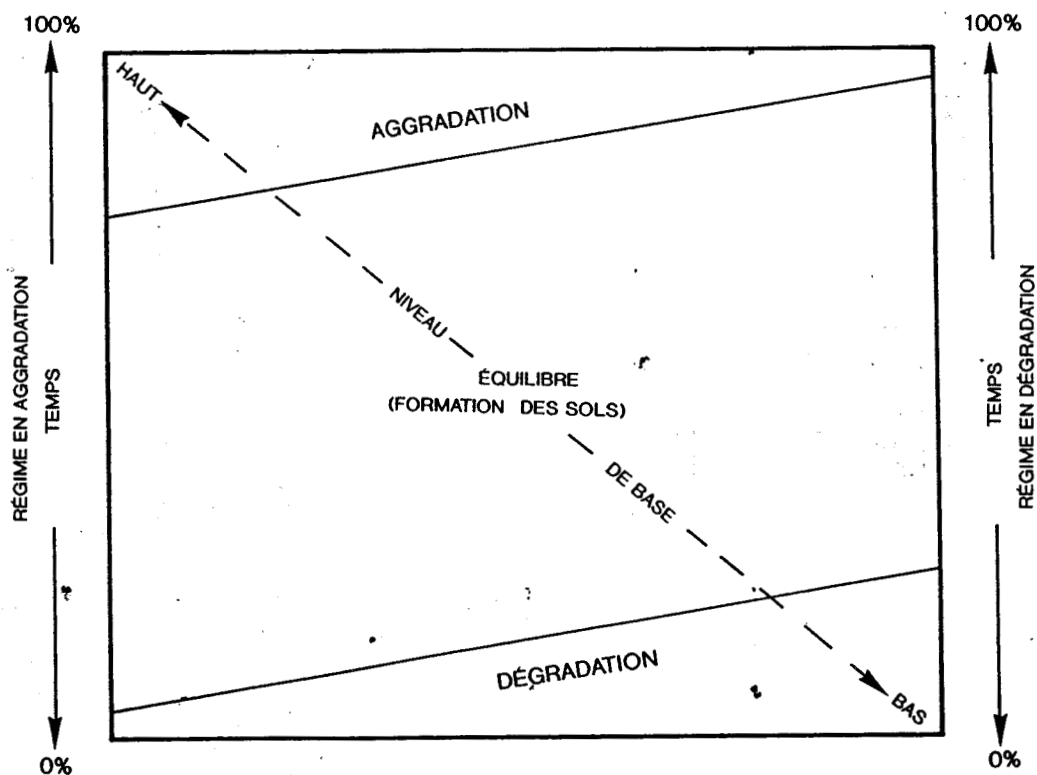 100%
100%
HAUT
AGGRADATION
RÉGIME EN AGGRADATION
TEMPS
NIVEAU
ÉQUILIBRE
(FORMATION DES SOLS)
DE BASE
TEMPS
RÉGIME EN DÉGRADATION
DÉGRADATION
BAS
0%
0%